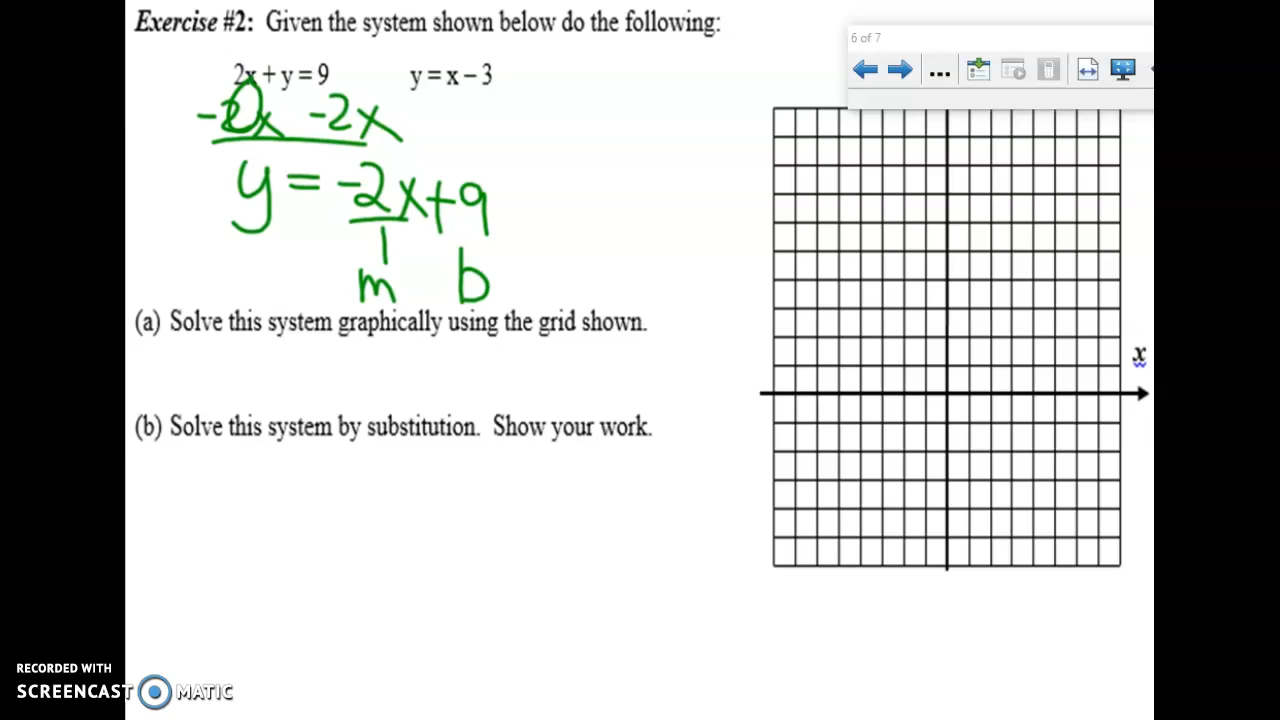 Exercise #2: Given the system shown below do the following:
6 of 7
2x + y = 9 y = x – 3
-2x -2x
y = -2x+9
1
m b
(a) Solve this system graphically using the grid shown.
x
(b) Solve this system by substitution. Show your work.
RECORDED WITH
SCREENCAST MATIC